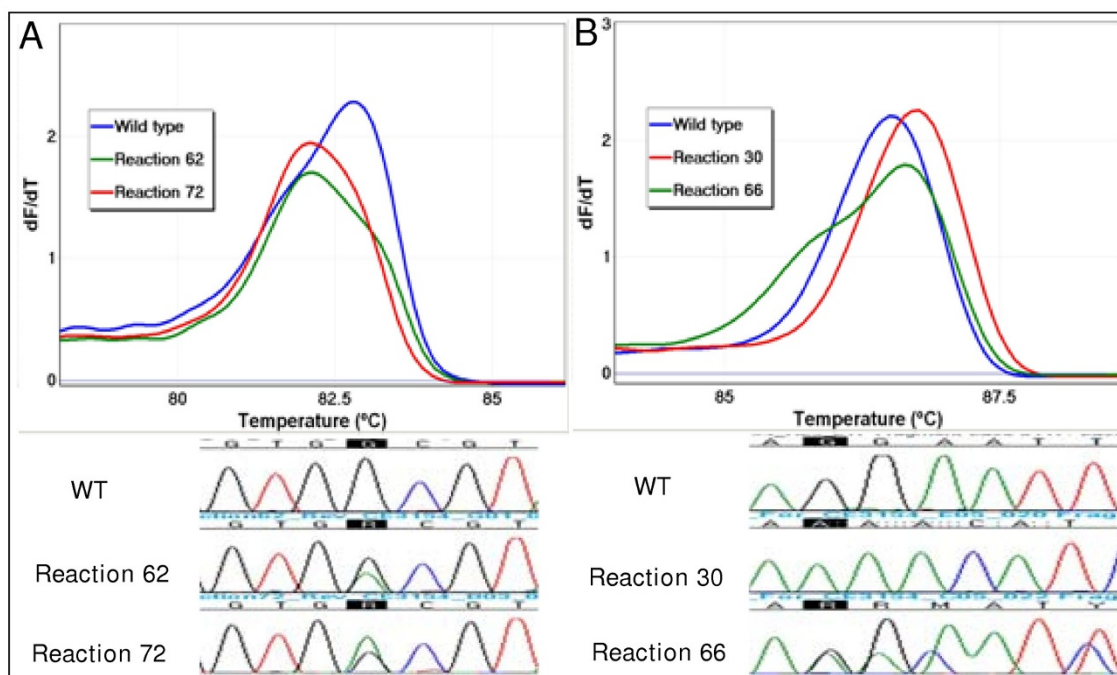 A
dF/dT
2
1
0
80
82.5
85
Temperature (ºC)
Wild type
Reaction 62
Reaction 72
B
dF/dT
3
2
1
0
85
87.5
Temperature (ºC)
Wild type
Reaction 30
Reaction 66
WT
G T G G C G T
Reaction 62
G T G R C G T
Reaction 72
G T G R C G T
WT
A G G A A T T
Reaction 30
A A A A C A T
Reaction 66
A R R M A T Y